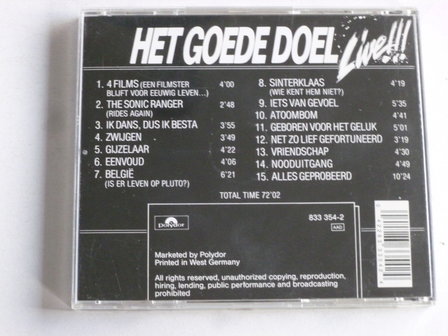 HET GOEDE DOEL Live!!!
1. 4 FILMS (EEN FILMSTER 4'00
BLIJFT VOOR EEUWIG LEVEN...)
2. THE SONIC RANGER 2'48
(RIDES AGAIN)
3. IK DANS, DUS IK BESTA 3'55
4. ZWIJGEN 3'49
5. GIJZELAAR 4'22
6. EENVOUD 4'06
7. BELGIË 6'21
(IS ER LEVEN OP PLUTO?)
8. SINTERKLAAS 4'19
(WIE KENT HEM NIET?)
9. IETS VAN GEVOEL 5'35
10. ATOOMBOM 4'41
11. GEBOREN VOOR HET GELUK 5'01
12. NET ZO LIEF GEFORTUNEERD 3'19
13. VRIENDSCHAP 4'30
14. NOODUITGANG 4'49
15. ALLES GEPROBEERD 10'24
TOTAL TIME 72'02
polydor
833 354-2
AAD
Marketed by Polydor
Printed in West Germany
All rights reserved, unauthorized copying, reproduction,
hiring, lending, public performance and broadcasting
prohibited